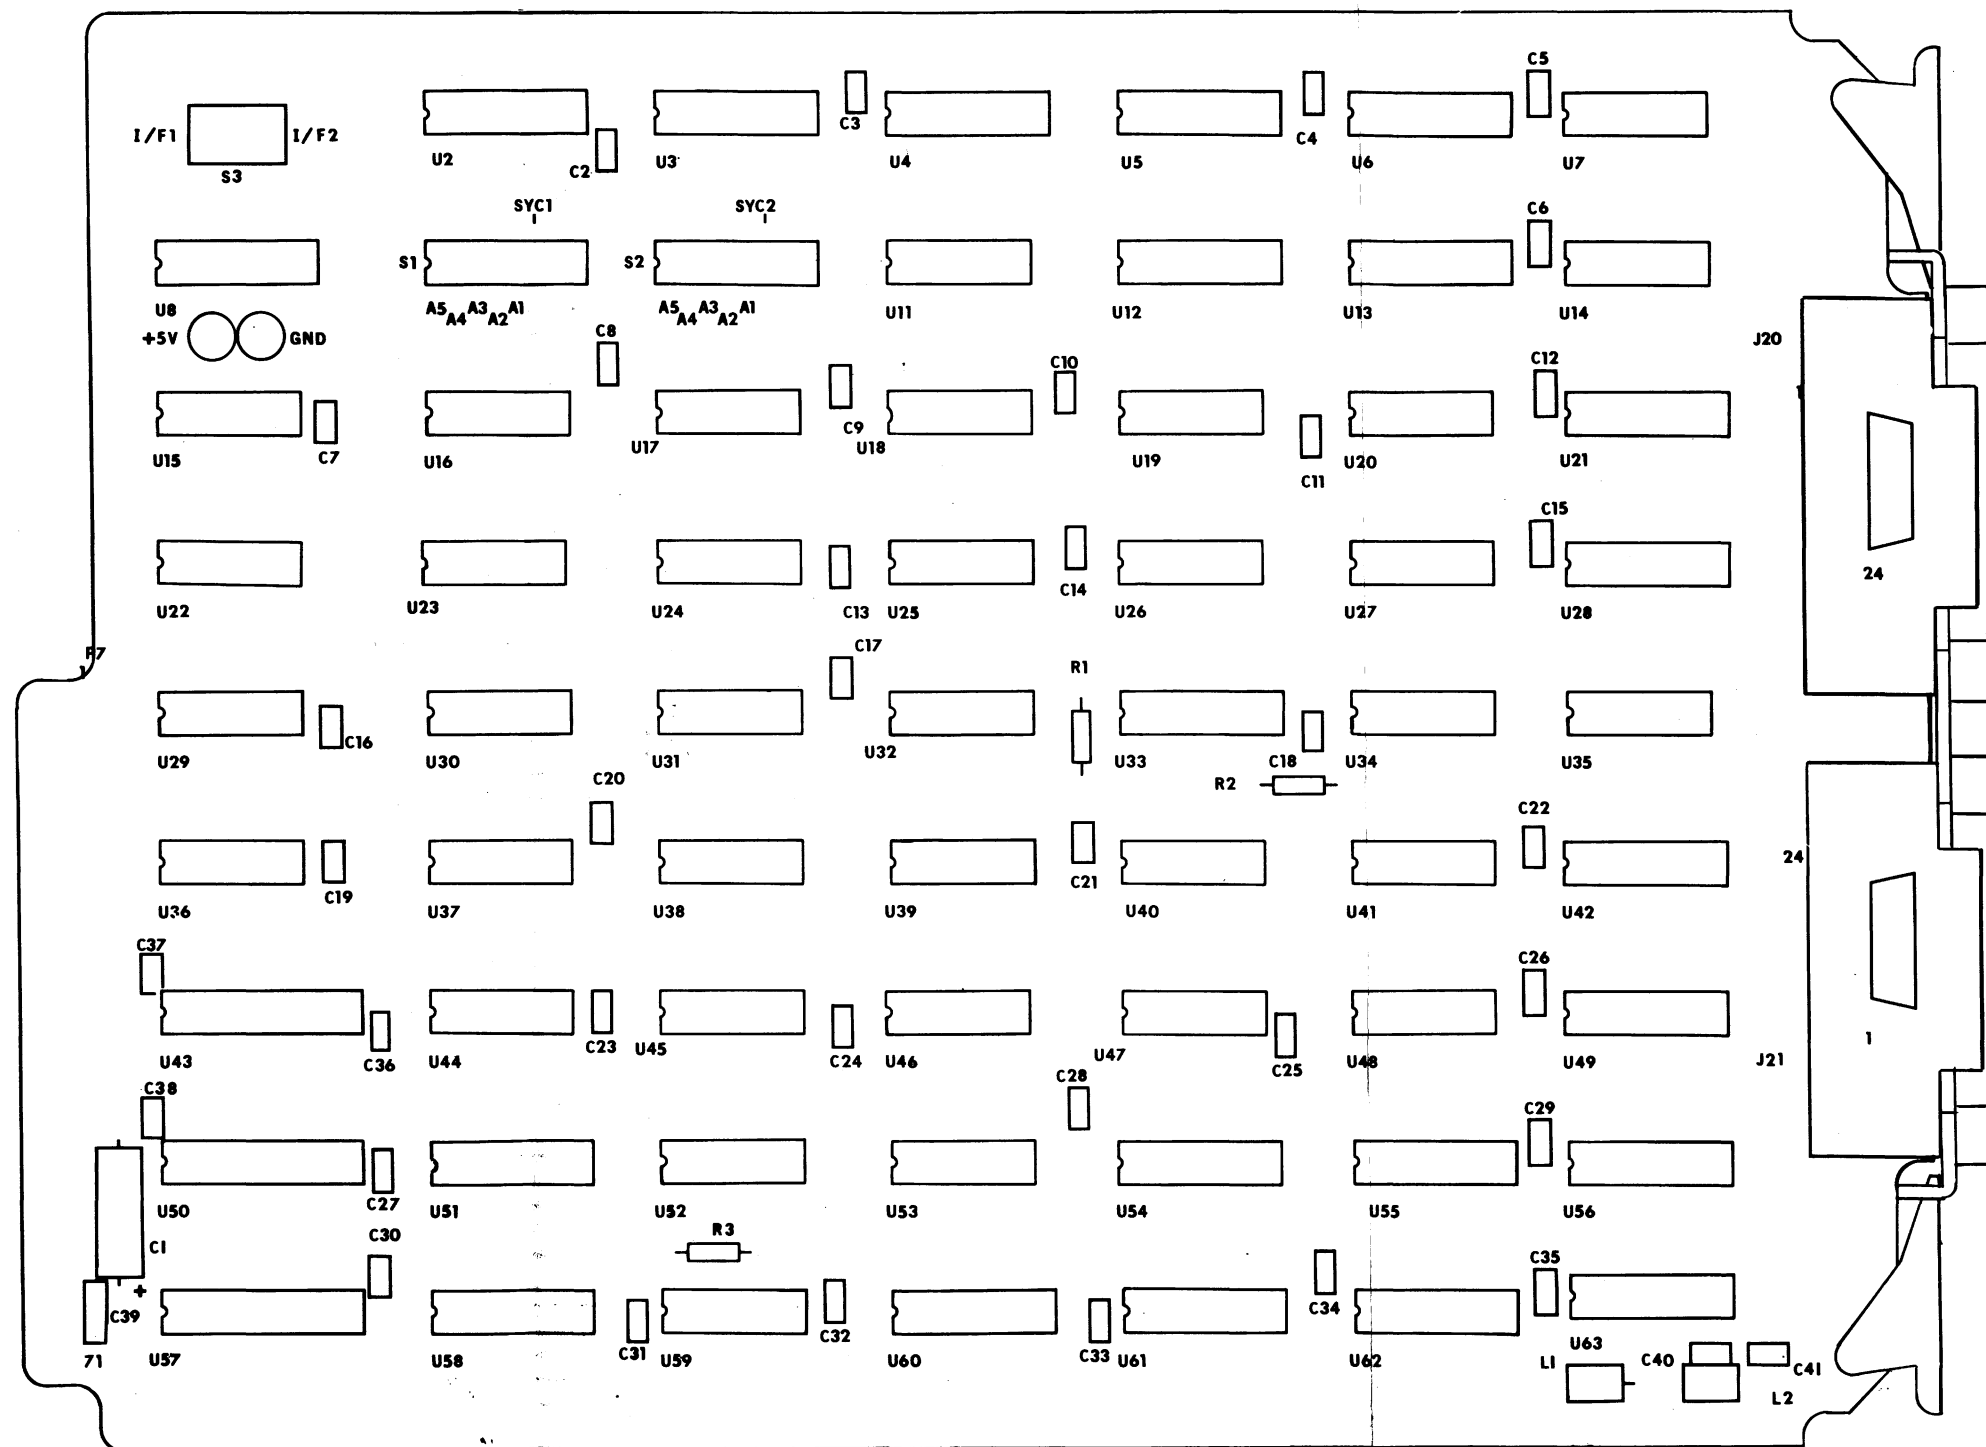 C5
I/F1 I/F2 C3 C4
S3 U2 C2 U3 U4 U5 U6 U7
SYC1 SYC2 C6
S1 S2
U8 A5 A4 A3 A2 A1 A5 A4 A3 A2 A1 U11 U12 U13 U14
+5V GND C8 J20
C10 C12
U15 C7 U16 U17 C9 U18 U19 C11 U20 U21
C15
24
U22 U23 U24 C13 U25 C14 U26 U27 U28
P7 C17 R1
U29 C16 U30 U31 U32 U33 C18 U34 U35
C20 R2 C22
24
U36 C19 U37 U38 U39 C21 U40 U41 U42
C37 C26
1
U43 C36 U44 C23 U45 C24 U46 U47 C25 U48 U49 J21
C38 C28 C29
U50 C27 U51 U52 U53 U54 U55 U56
C1 C30 R3 C35
+ C39 C32 C34
71 U57 U58 C31 U59 U60 C33 U61 U62 U63
L1 C40 C41
L2